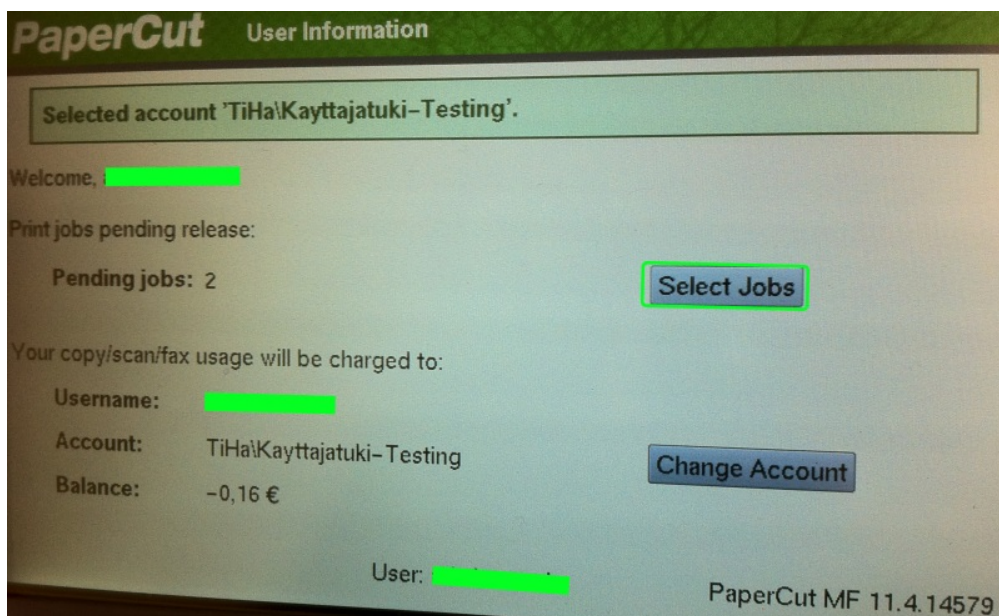 PaperCut User Information
Selected account 'TiHa\Kayttajatuki-Testing'.
Welcome,
Print jobs pending release:
Pending jobs: 2
Select Jobs
Your copy/scan/fax usage will be charged to:
Username:
Account: TiHa\Kayttajatuki-Testing
Change Account
Balance: -0,16 €
User:
PaperCut MF 11.4.14579